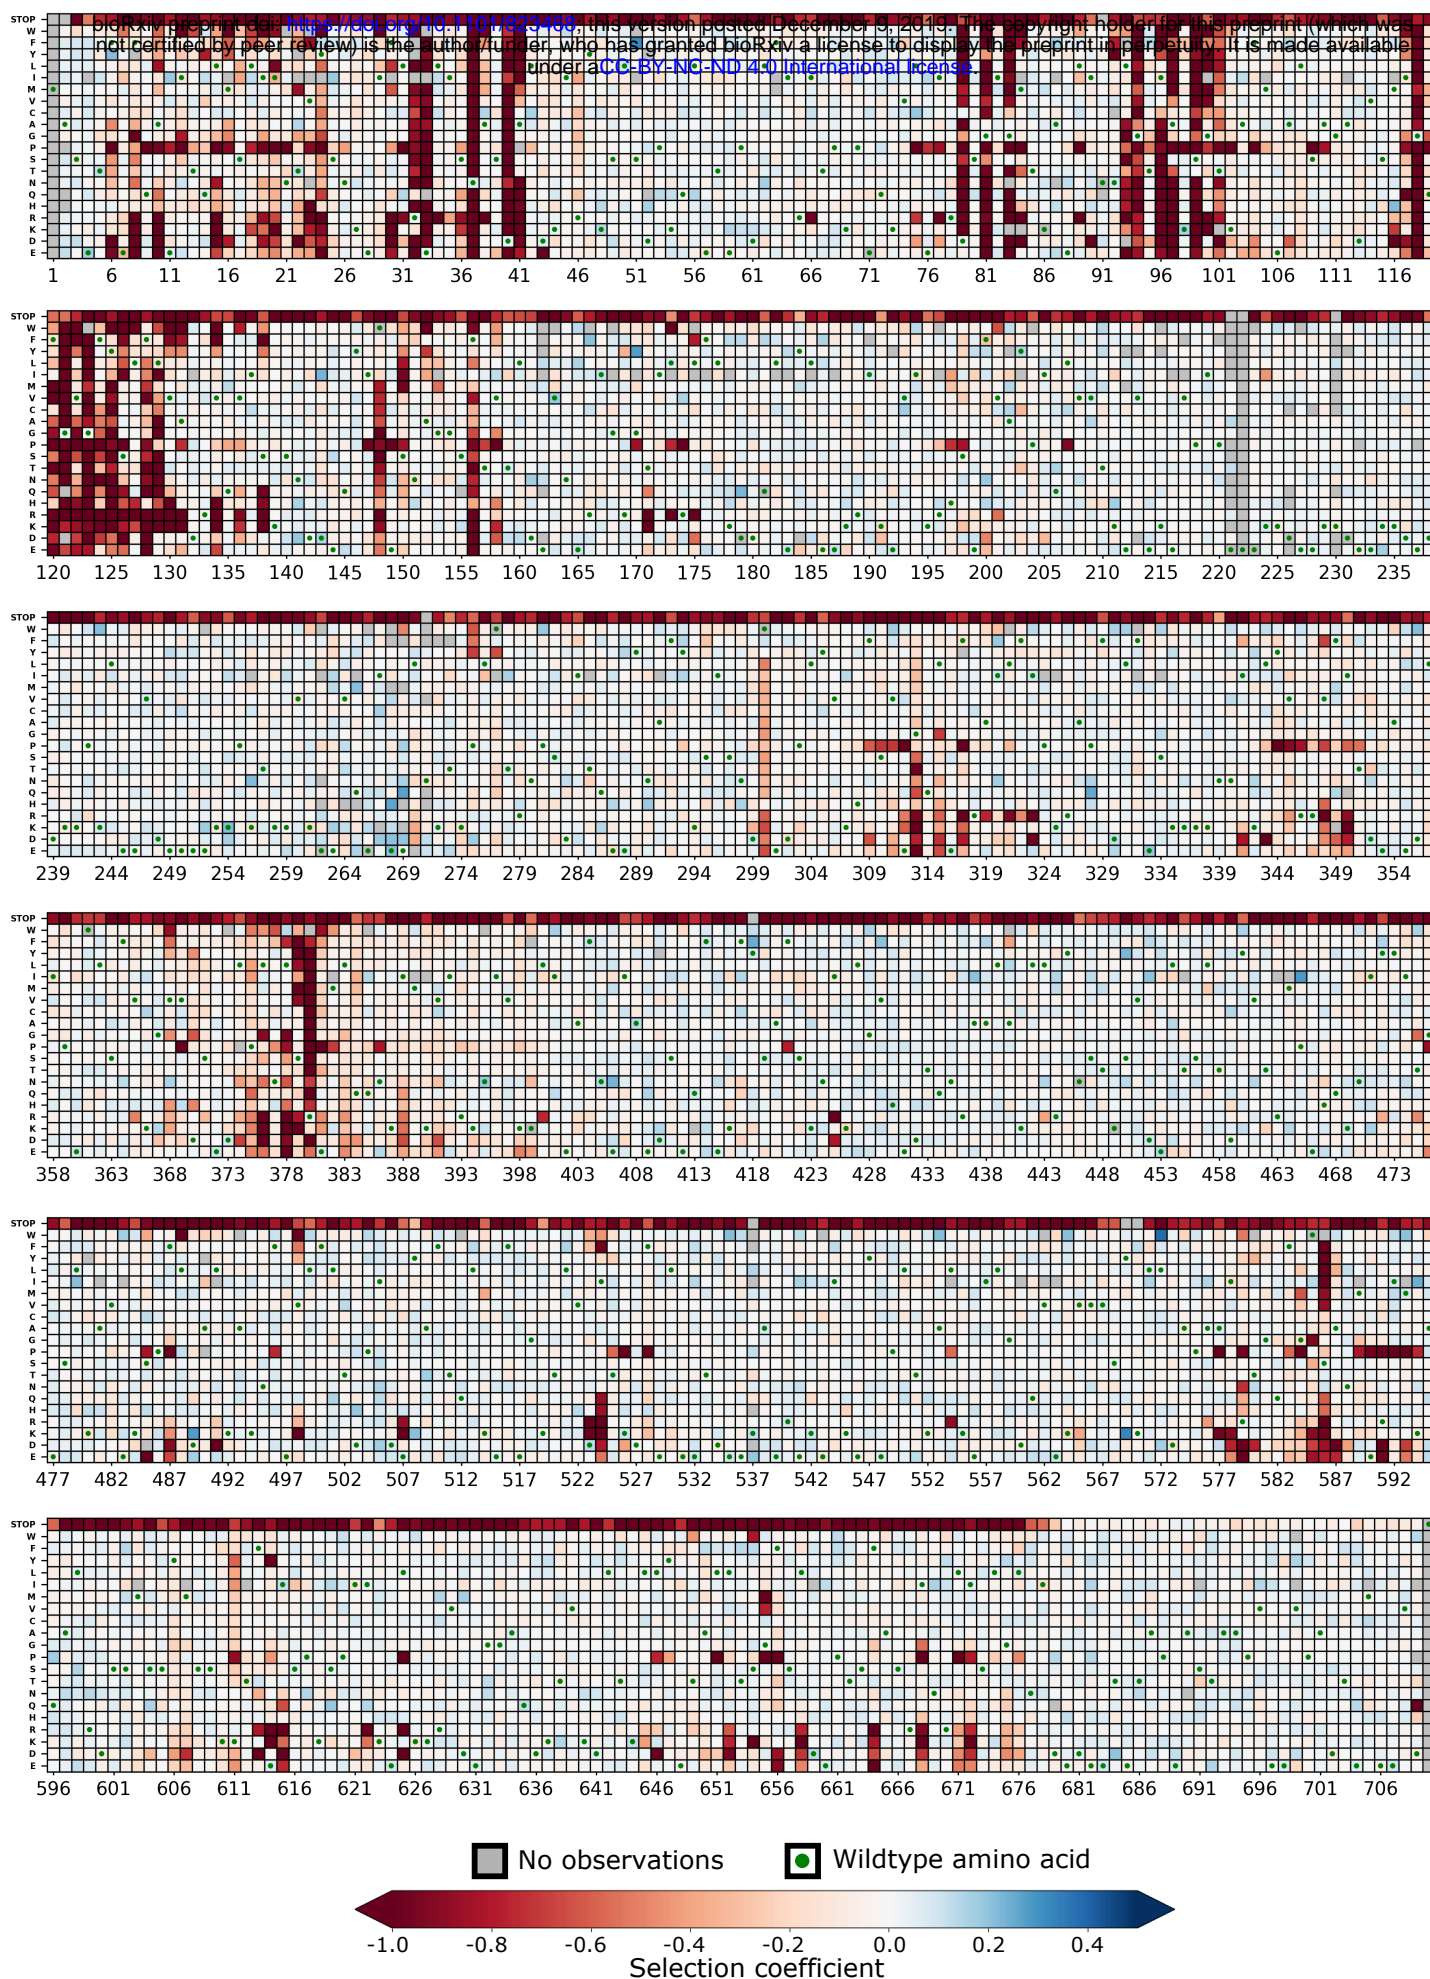 bioRxiv preprint doi: https://doi.org/10.1101/823468; this version posted December 9, 2019. The copyright holder for this preprint (which was
not certified by peer review) is the author/funder, who has granted bioRxiv a license to display the preprint in perpetuity. It is made available
under aCC-BY-NC-ND 4.0 International license.
STOP
W
F
Y
L
I
M
V
C
A
G
P
S
T
N
Q
H
R
K
D
E
1 6 11 16 21 26 31 36 41 46 51 56 61 66 71 76 81 86 91 96 101 106 111 116
STOP
W
F
Y
L
I
M
V
C
A
G
P
S
T
N
Q
H
R
K
D
E
120 125 130 135 140 145 150 155 160 165 170 175 180 185 190 195 200 205 210 215 220 225 230 235
STOP
W
F
Y
L
I
M
V
C
A
G
P
S
T
N
Q
H
R
K
D
E
239 244 249 254 259 264 269 274 279 284 289 294 299 304 309 314 319 324 329 334 339 344 349 354
STOP
W
F
Y
L
I
M
V
C
A
G
P
S
T
N
Q
H
R
K
D
E
358 363 368 373 378 383 388 393 398 403 408 413 418 423 428 433 438 443 448 453 458 463 468 473
STOP
W
F
Y
L
I
M
V
C
A
G
P
S
T
N
Q
H
R
K
D
E
477 482 487 492 497 502 507 512 517 522 527 532 537 542 547 552 557 562 567 572 577 582 587 592
STOP
W
F
Y
L
I
M
V
C
A
G
P
S
T
N
Q
H
R
K
D
E
596 601 606 611 616 621 626 631 636 641 646 651 656 661 666 671 676 681 686 691 696 701 706
No observations Wildtype amino acid
-1.0 -0.8 -0.6 -0.4 -0.2 0.0 0.2 0.4
Selection coefficient